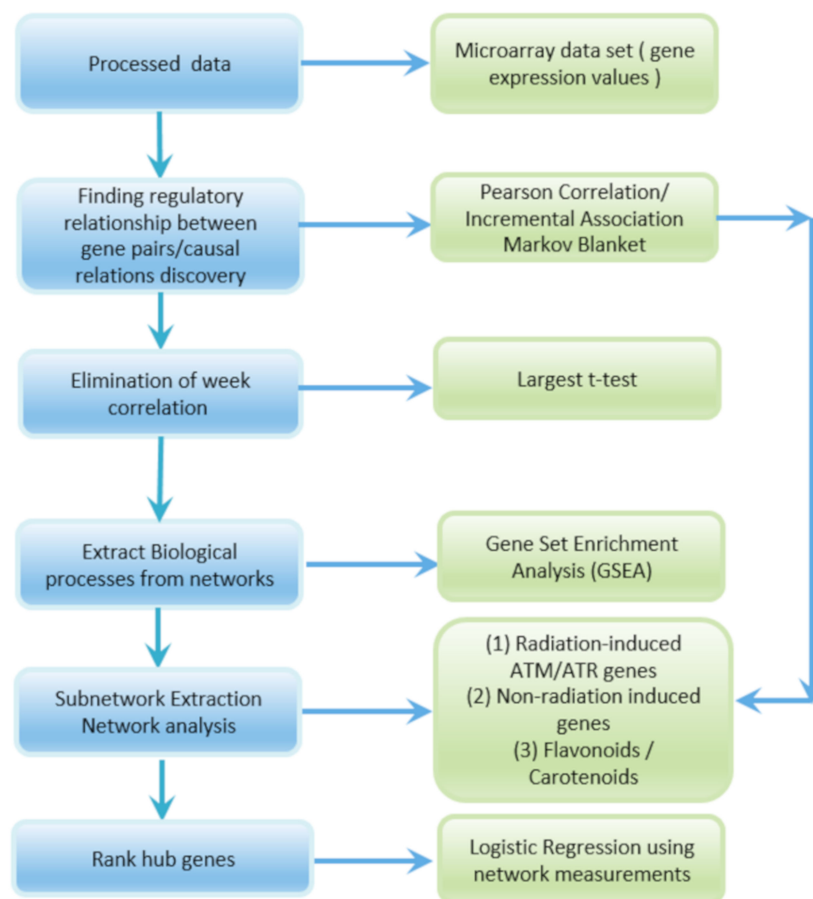 Processed data
Microarray data set ( gene
expression values )
Finding regulatory
relationship between
gene pairs/causal
relations discovery
Pearson Correlation/
Incremental Association
Markov Blanket
Elimination of week
correlation
Largest t-test
Extract Biological
processes from networks
Gene Set Enrichment
Analysis (GSEA)
Subnetwork Extraction
Network analysis
(1) Radiation-induced
ATM/ATR genes
(2) Non-radiation induced
genes
(3) Flavonoids /
Carotenoids
Rank hub genes
Logistic Regression using
network measurements